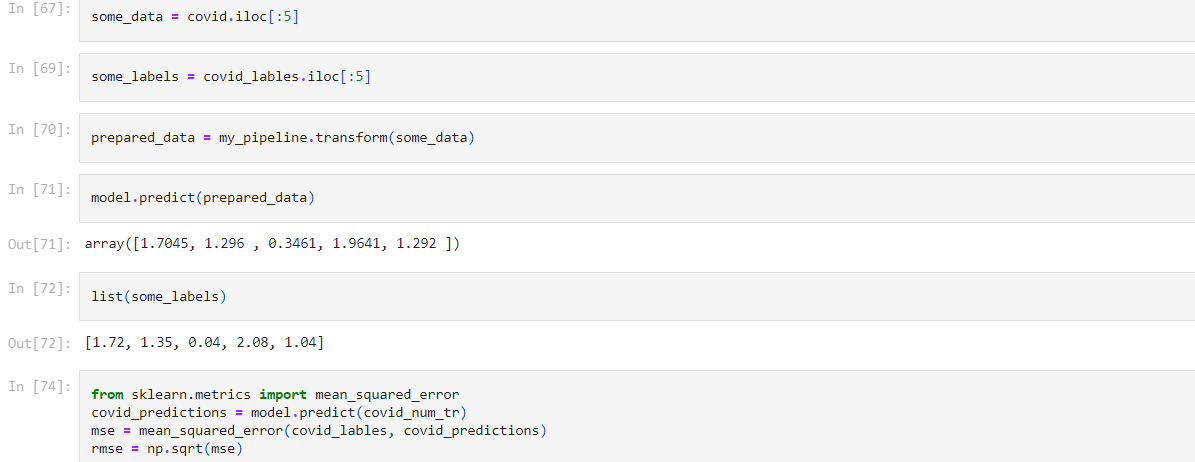 In [67]: some_data = covid.iloc[:5]
In [69]: some_labels = covid_lables.iloc[:5]
In [70]: prepared_data = my_pipeline.transform(some_data)
In [71]: model.predict(prepared_data)
Out[71]: array([1.7045, 1.296 , 0.3461, 1.9641, 1.292 ])
In [72]: list(some_labels)
Out[72]: [1.72, 1.35, 0.04, 2.08, 1.04]
In [74]: from sklearn.metrics import mean_squared_error
covid_predictions = model.predict(covid_num_tr)
mse = mean_squared_error(covid_lables, covid_predictions)
rmse = np.sqrt(mse)